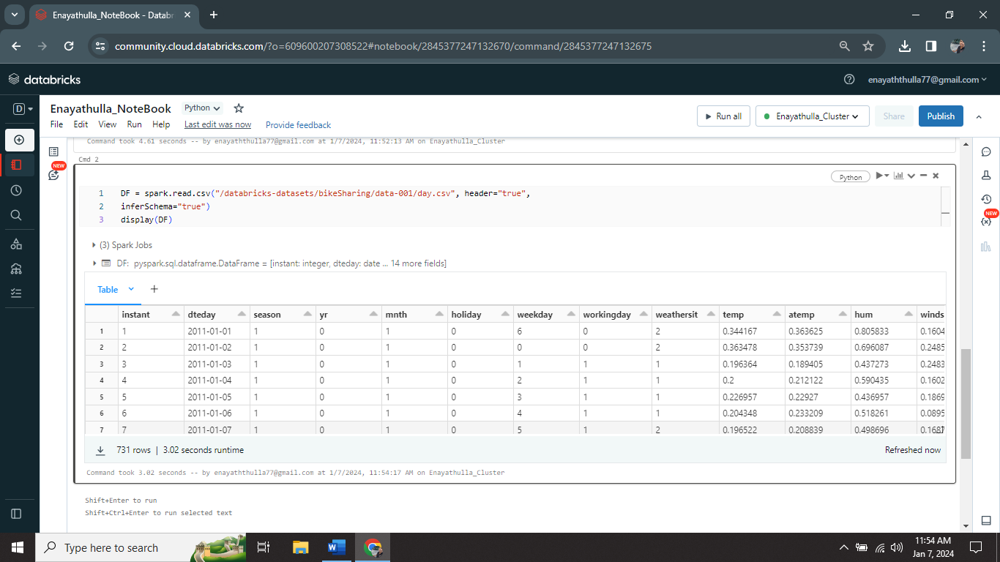 Enayathulla_NoteBook - Datab
community.cloud.databricks.com/?o=609600207308522#notebook/2845377247132670/command/2845377247132675
databricks
enayaththulla77@gmail.com
D
Enayathulla_NoteBook Python
Run all Enayathulla_Cluster Share Publish
File Edit View Run Help Last edit was now Provide feedback
Command took 4.61 seconds -- by enayaththulla77@gmail.com at 1/7/2024, 11:52:13 AM on Enayathulla_Cluster
Cmd 2
NEW
Python
1 DF = spark.read.csv("/databricks-datasets/bikeSharing/data-001/day.csv", header="true",
2 inferSchema="true")
3 display(DF)
NEW
(3) Spark Jobs
DF: pyspark.sql.dataframe.DataFrame = [instant: integer, dteday: date ... 14 more fields]
Table
instant dteday season yr mnth holiday weekday workingday weathersit temp atemp hum winds
1 1 2011-01-01 1 0 1 0 6 0 2 0.344167 0.363625 0.805833 0.1604
2 2 2011-01-02 1 0 1 0 0 0 2 0.363478 0.353739 0.696087 0.2485
3 3 2011-01-03 1 0 1 0 1 1 1 0.196364 0.189405 0.437273 0.2483
4 4 2011-01-04 1 0 1 0 2 1 1 0.2 0.212122 0.590435 0.1602
5 5 2011-01-05 1 0 1 0 3 1 1 0.226957 0.22927 0.436957 0.1869
6 6 2011-01-06 1 0 1 0 4 1 1 0.204348 0.233209 0.518261 0.0895
7 7 2011-01-07 1 0 1 0 5 1 2 0.196522 0.208839 0.498696
731 rows | 3.02 seconds runtime
Refreshed now
Command took 3.02 seconds -- by enayaththulla77@gmail.com at 1/7/2024, 11:54:17 AM on Enayathulla_Cluster
Shift+Enter to run
Shift+Ctrl+Enter to run selected text
Type here to search
11:54 AM
Jan 7, 2024